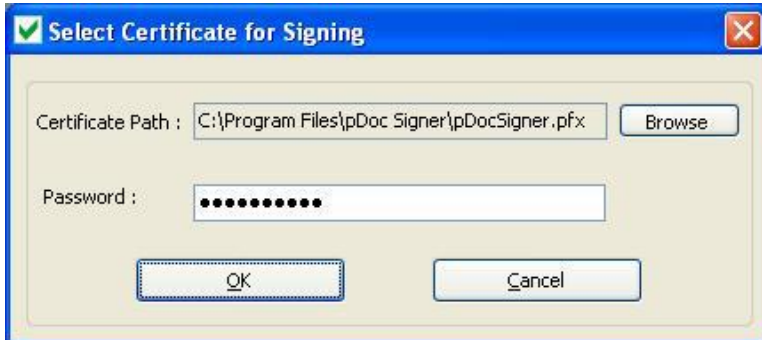 Select Certificate for Signing
Certificate Path : C:\Program Files\pDoc Signer\pDocSigner.pfx Browse
Password : ●●●●●●●●●●
OK Cancel